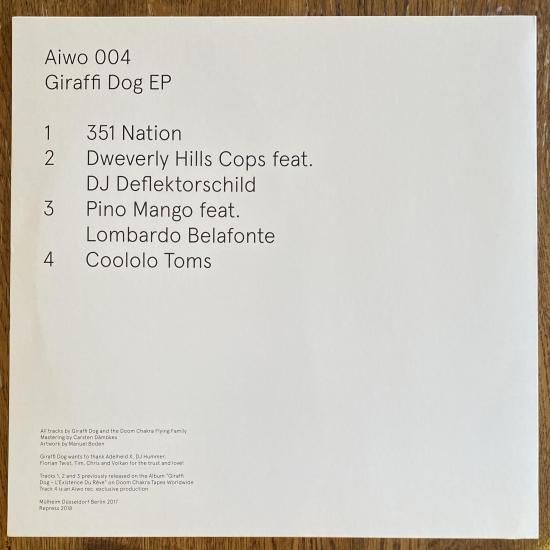 Aiwo 004
Giraffi Dog EP
1 351 Nation
2 Dweverly Hills Cops feat.
DJ Deflektorschild
3 Pino Mango feat.
Lombardo Belafonte
4 Coololo Toms
All tracks by Giraffi Dog and the Doom Chakra Flying Family
Mastering by Carsten Dämbkes
Artwork by Manuel Boden
Giraffi Dog wants to thank Adelheid X, DJ Hummer,
Florian Twist, Tim, Chris and Volkan for the trust and love!
Tracks 1, 2 and 3 previously released on the Album "Giraffi
Dog – L'Existence Du Rêve" on Doom Chakra Tapes Worldwide
Track 4 is an Aiwo rec. exclusive production
Mülheim Düsseldorf Berlin 2017
Repress 2018